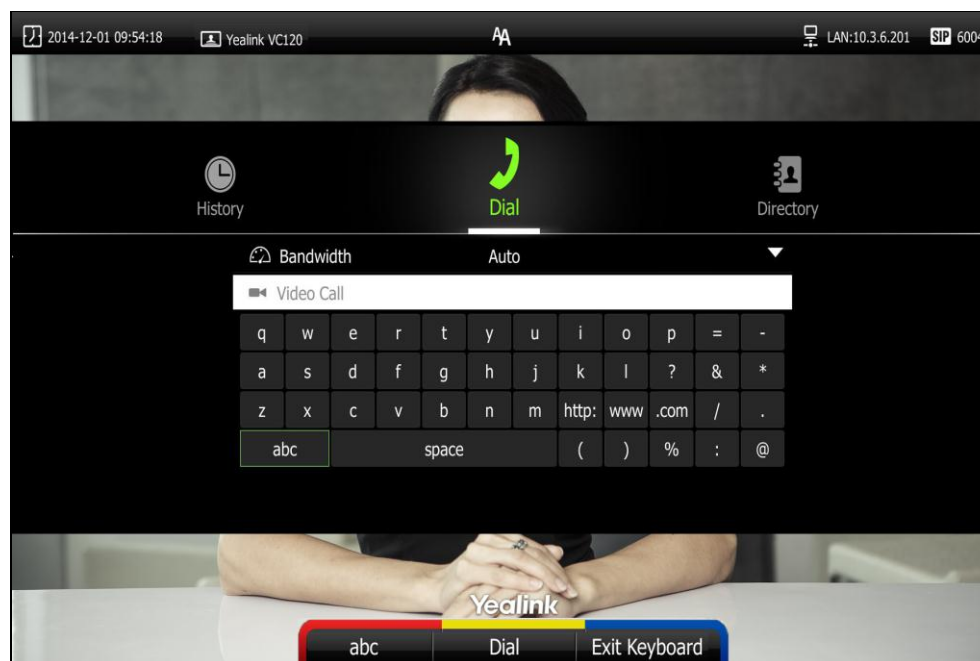 2014-12-01 09:54:18 Yealink VC120 AA LAN:10.3.6.201 SIP 6004
History Dial Directory
Bandwidth Auto
Video Call
q w e r t y u i o p = -
a s d f g h j k l ? & *
z x c v b n m http: www .com / .
abc space ( ) % : @
Yealink
abc Dial Exit Keyboard